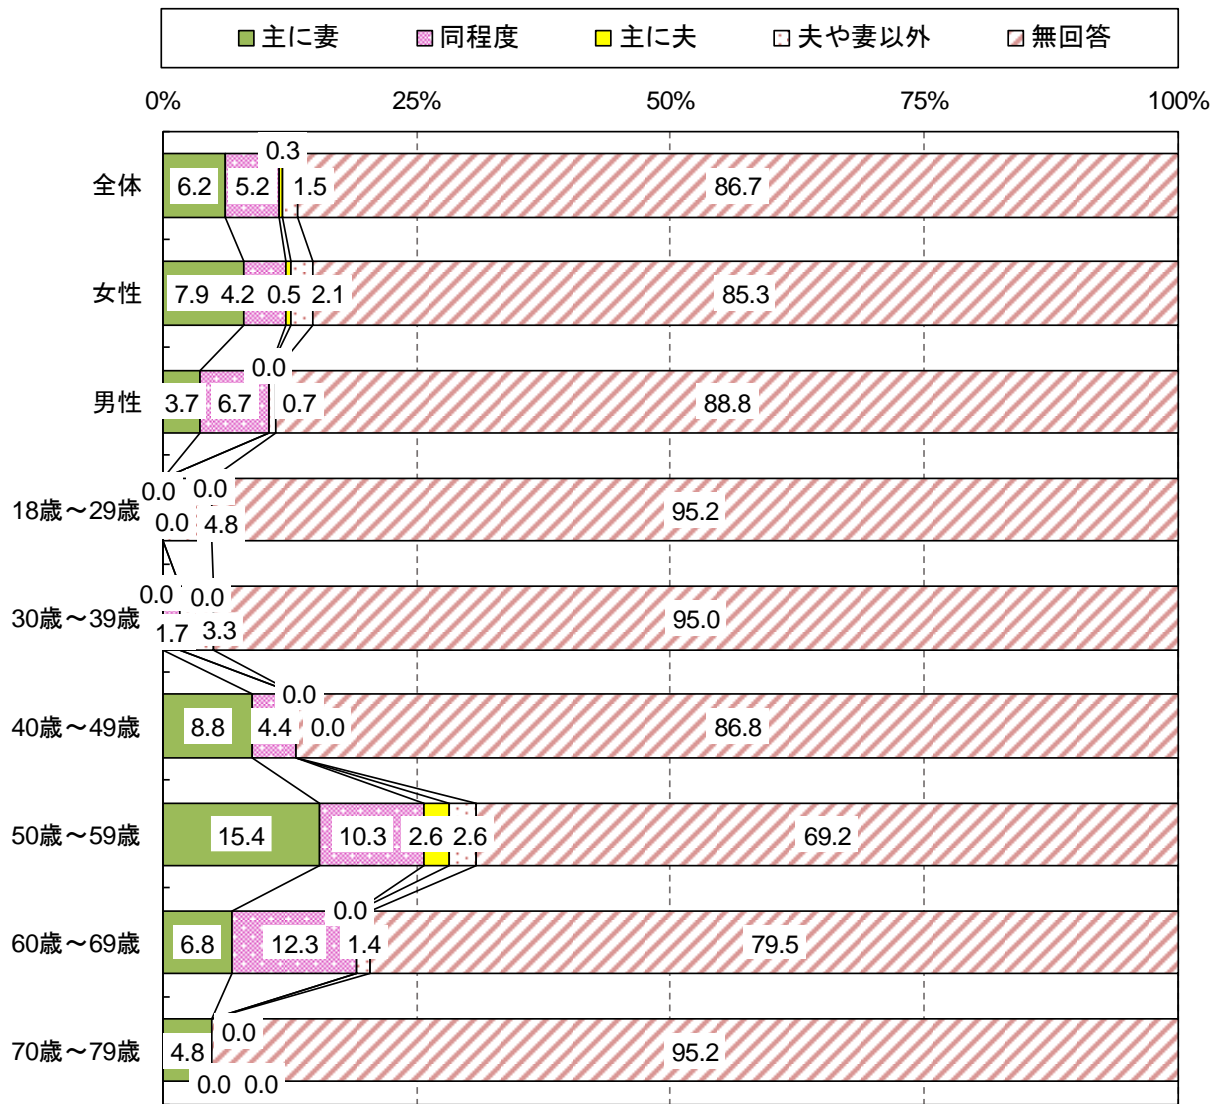 主に妻 同程度 主に夫 夫や妻以外 無回答
0% 25% 50% 75% 100%
0.3
全体 6.2 5.2 1.5 86.7
女性 7.9 4.2 0.5 2.1 85.3
0.0
男性 3.7 6.7 0.7 88.8
0.0 0.0
18歳～29歳 95.2
0.0 4.8
0.0 0.0
30歳～39歳 95.0
1.7 3.3
0.0
40歳～49歳 8.8 4.4 0.0 86.8
50歳～59歳 15.4 10.3 2.6 2.6 69.2
0.0
60歳～69歳 6.8 12.3 1.4 79.5
0.0
70歳～79歳 4.8 95.2
0.0 0.0